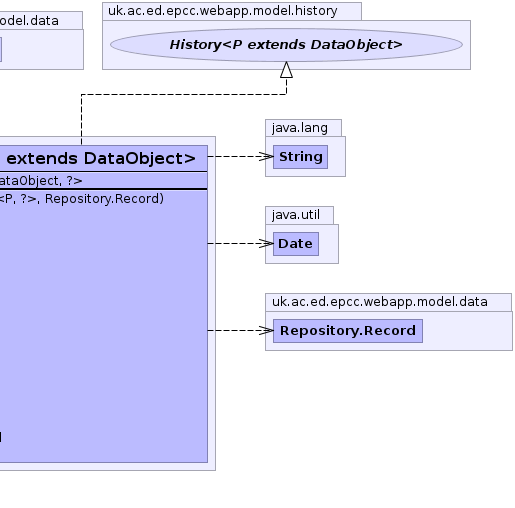 uk.ac.ed.epcc.webapp.model.history
odel.data
History<P extends DataObject>
java.lang
String
extends DataObject>
ataObject, ?>
<P, ?>, Repository.Record)
java.util
Date
uk.ac.ed.epcc.webapp.model.data
Repository.Record